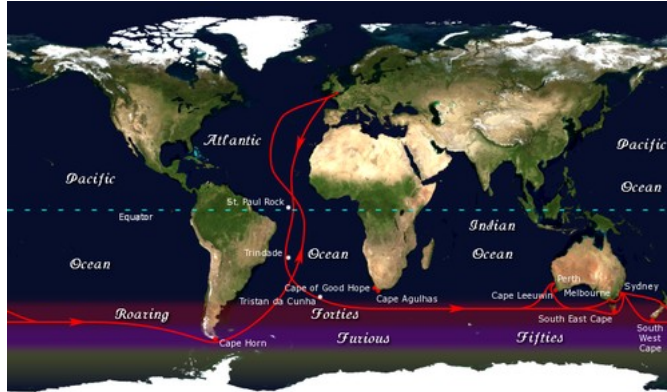 Atlantic
Pacific
Pacific
Ocean
St. Paul Rock
Equator
Indian
Ocean
Trindade
Ocean
Ocean
Cape of Good Hope
Perth
Sydney
Cape Leeuwin
Melbourne
Tristan da Cunha
Cape Agulhas
Roaring
Forties
South East Cape
Cape Horn
Furious
Fifties
South
West
Cape